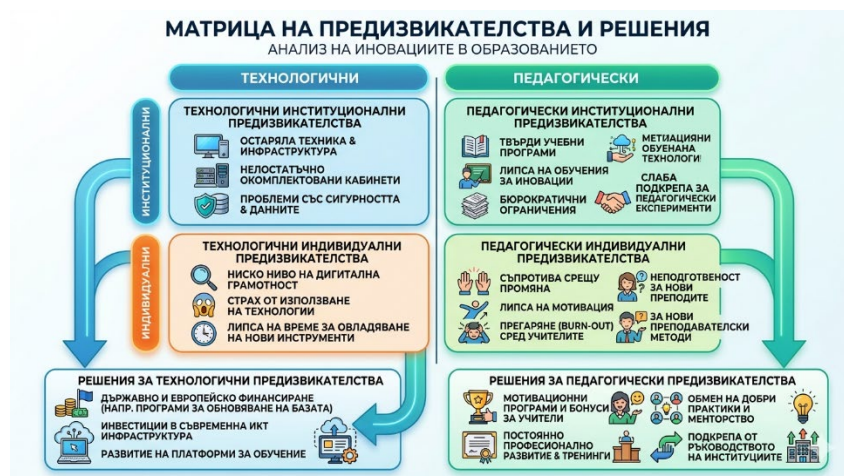 МАТРИЦА НА ПРЕДИЗВИКАТЕЛСТВА И РЕШЕНИЯ
АНАЛИЗ НА ИНОВАЦИИТЕ В ОБРАЗОВАНИЕТО
ТЕХНОЛОГИЧНИ
ПЕДАГОГИЧЕСКИ
ИНСТИТУЦИОНАЛНИ
ТЕХНОЛОГИЧНИ ИНСТИТУЦИОНАЛНИ
ПРЕДИЗВИКАТЕЛСТВА
ОСТАРЯЛА ТЕХНИКА &
ИНФРАСТРУКТУРА
НЕЛОСТАТЪЧНО
ОКОМПЛЕКТОВАНИ КАБИНЕТИ
ПРОБЛЕМИ СЪС СИГУРНОСТТА
& ДАННИТЕ
ПЕДАГОГИЧЕСКИ ИНСТИТУЦИОНАЛНИ
ПРЕДИЗВИКАТЕЛСТВА
ТВЪРДИ УЧЕБНИ
ПРОГРАМИ
ЛИПСА НА ОБУЧЕНИЯ
ЗА ИНОВАЦИИ
БЮРОКРАТИЧНИ
ОГРАНИЧЕНИЯ
МЕТИАЦИЯНИ
ОБУЕНАНА
ТЕХНОЛОГИ
СЛАБА
ПОДКРЕПА ЗА
ПЕДАГОГИЧЕСКИ
ЕКСПЕРИМЕНТИ
ИНДИВИДУАЛНИ
ТЕХНОЛОГИЧНИ ИНДИВИДУАЛНИ
ПРЕДИЗВИКАТЕЛСТВА
НИСКО НИВО НА ДИГИТАЛНА
ГРАМОТНОСТ
СТРАХ ОТ ИЗПОЛЗВАНЕ
НА ТЕХНОЛОГИИ
ЛИПСА НА ВРЕМЕ ЗА ОВЛАДЯВАНЕ
НА НОВИ ИНСТРУМЕНТИ
ПЕДАГОГИЧЕСКИ ИНДИВИДУАЛНИ
ПРЕДИЗВИКАТЕЛСТВА
СЪПРОТИВА СРЕЩУ
ПРОМЯНА
ЛИПСА НА МОТИВАЦИЯ
ПРЕГАРЯНЕ (BURN-OUT)
СРЕД УЧИТЕЛИТЕ
НЕПОДГОТВЕНОСТ
ЗА НОВИ
ПРЕПОДИТЕ
ЗА НОВИ
ПРЕПОДАВАТЕЛСКИ
МЕТОДИ
РЕШЕНИЯ ЗА ТЕХНОЛОГИЧНИ ПРЕДИЗВИКАТЕЛСТВА
ДЪРЖАВНО И ЕВРОПЕЙСКО ФИНАНСИРАНЕ
(НАПР. ПРОГРАМИ ЗА ОБНОВЯВАНЕ НА БАЗАТА)
ИНВЕСТИЦИИ В СЪВРЕМЕННА ИКТ
ИНФРАСТРУКТУРА
РАЗВИТИЕ НА ПЛАТФОРМИ ЗА ОБУЧЕНИЕ
РЕШЕНИЯ ЗА ПЕДАГОГИЧЕСКИ ПРЕДИЗВИКАТЕЛСТВА
МОТИВАЦИОННИ
ПРОГРАМИ И БОНУСИ
ЗА УЧИТЕЛИ
ПОСТОЯННО
ПРОФЕСИОНАЛНО
РАЗВИТИЕ & ТРЕНИНГИ
ОБМЕН НА ДОБРИ
ПРАКТИКИ И
МЕНТОРСТВО
ПОДКРЕПА ОТ
РЪКОВОДСТВОТО
НА ИНСТИТУЦИИТЕ